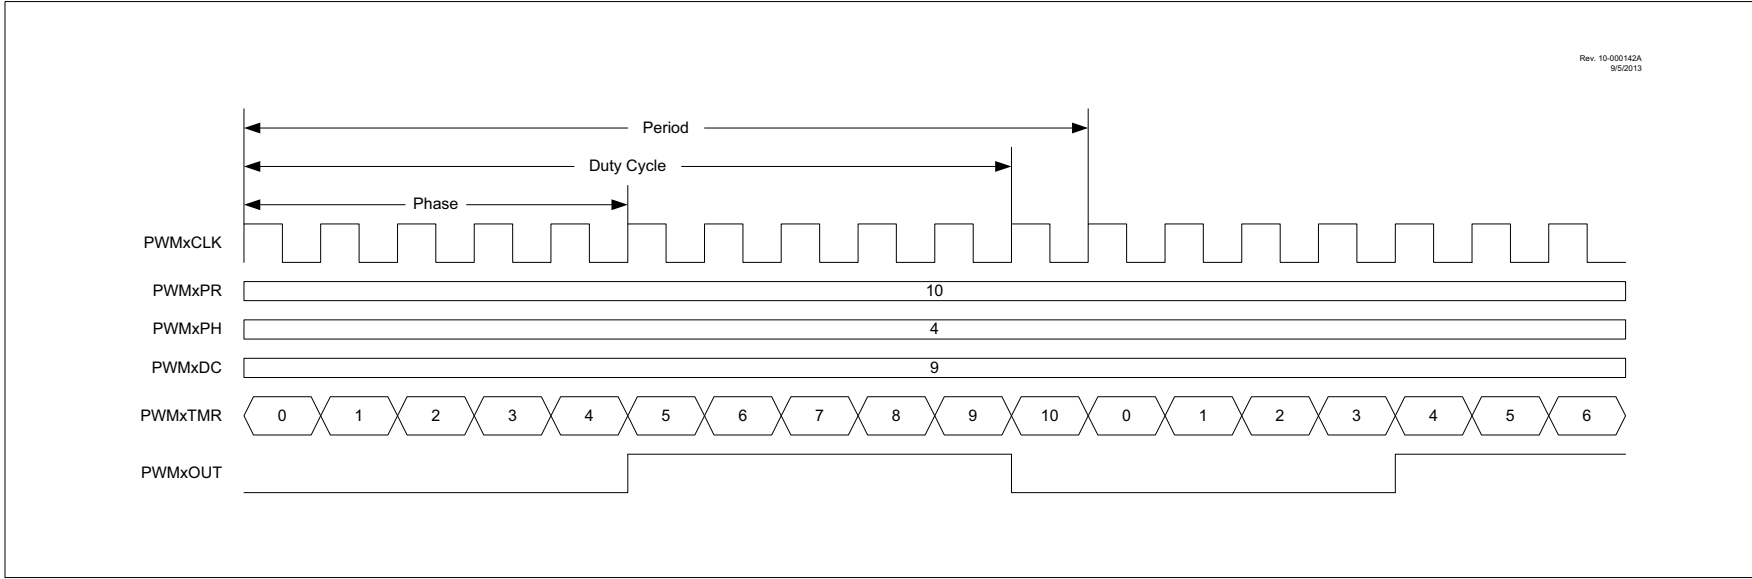 Rev. 10-000142A
9/5/2013
Period
Duty Cycle
Phase
PWMxCLK
PWMxPR 10
PWMxPH 4
PWMxDC 9
PWMxTMR 0 1 2 3 4 5 6 7 8 9 10 0 1 2 3 4 5 6
PWMxOUT